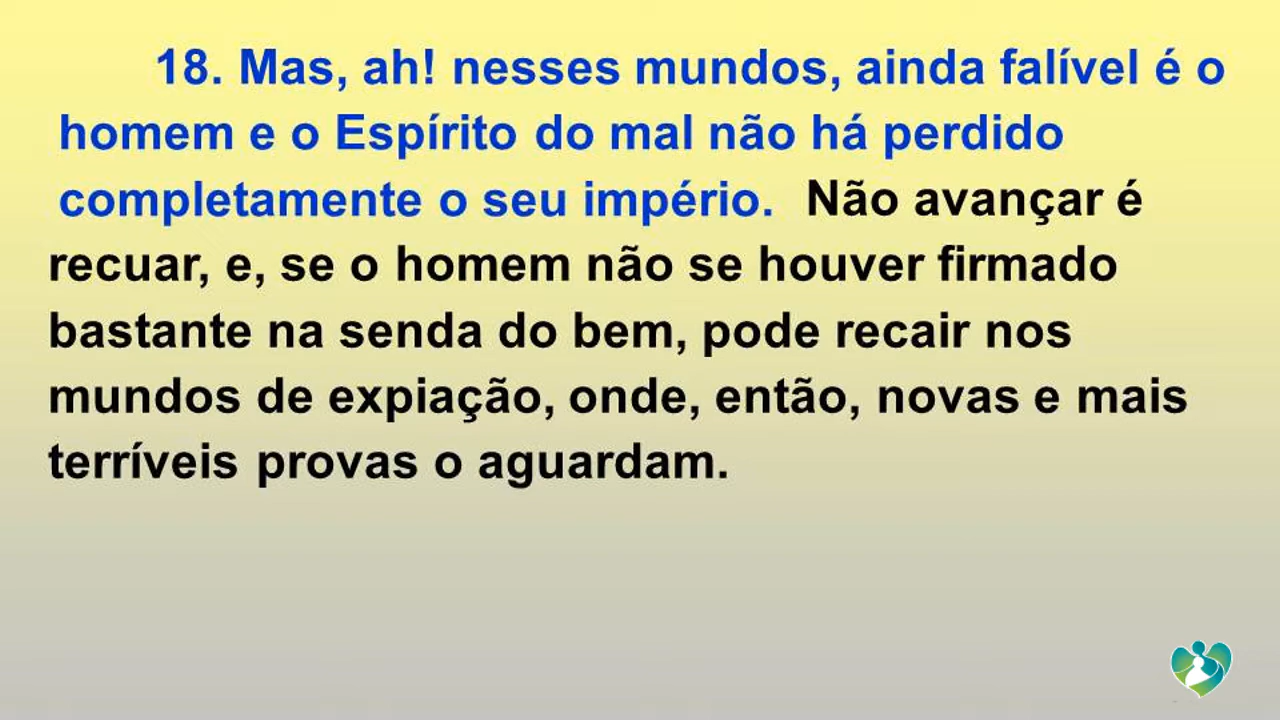 18. Mas, ah! nesses mundos, ainda falível é o
homem e o Espírito do mal não há perdido
completamente o seu império. Não avançar é
recuar, e, se o homem não se houver firmado
bastante na senda do bem, pode recair nos
mundos de expiação, onde, então, novas e mais
terríveis provas o aguardam.